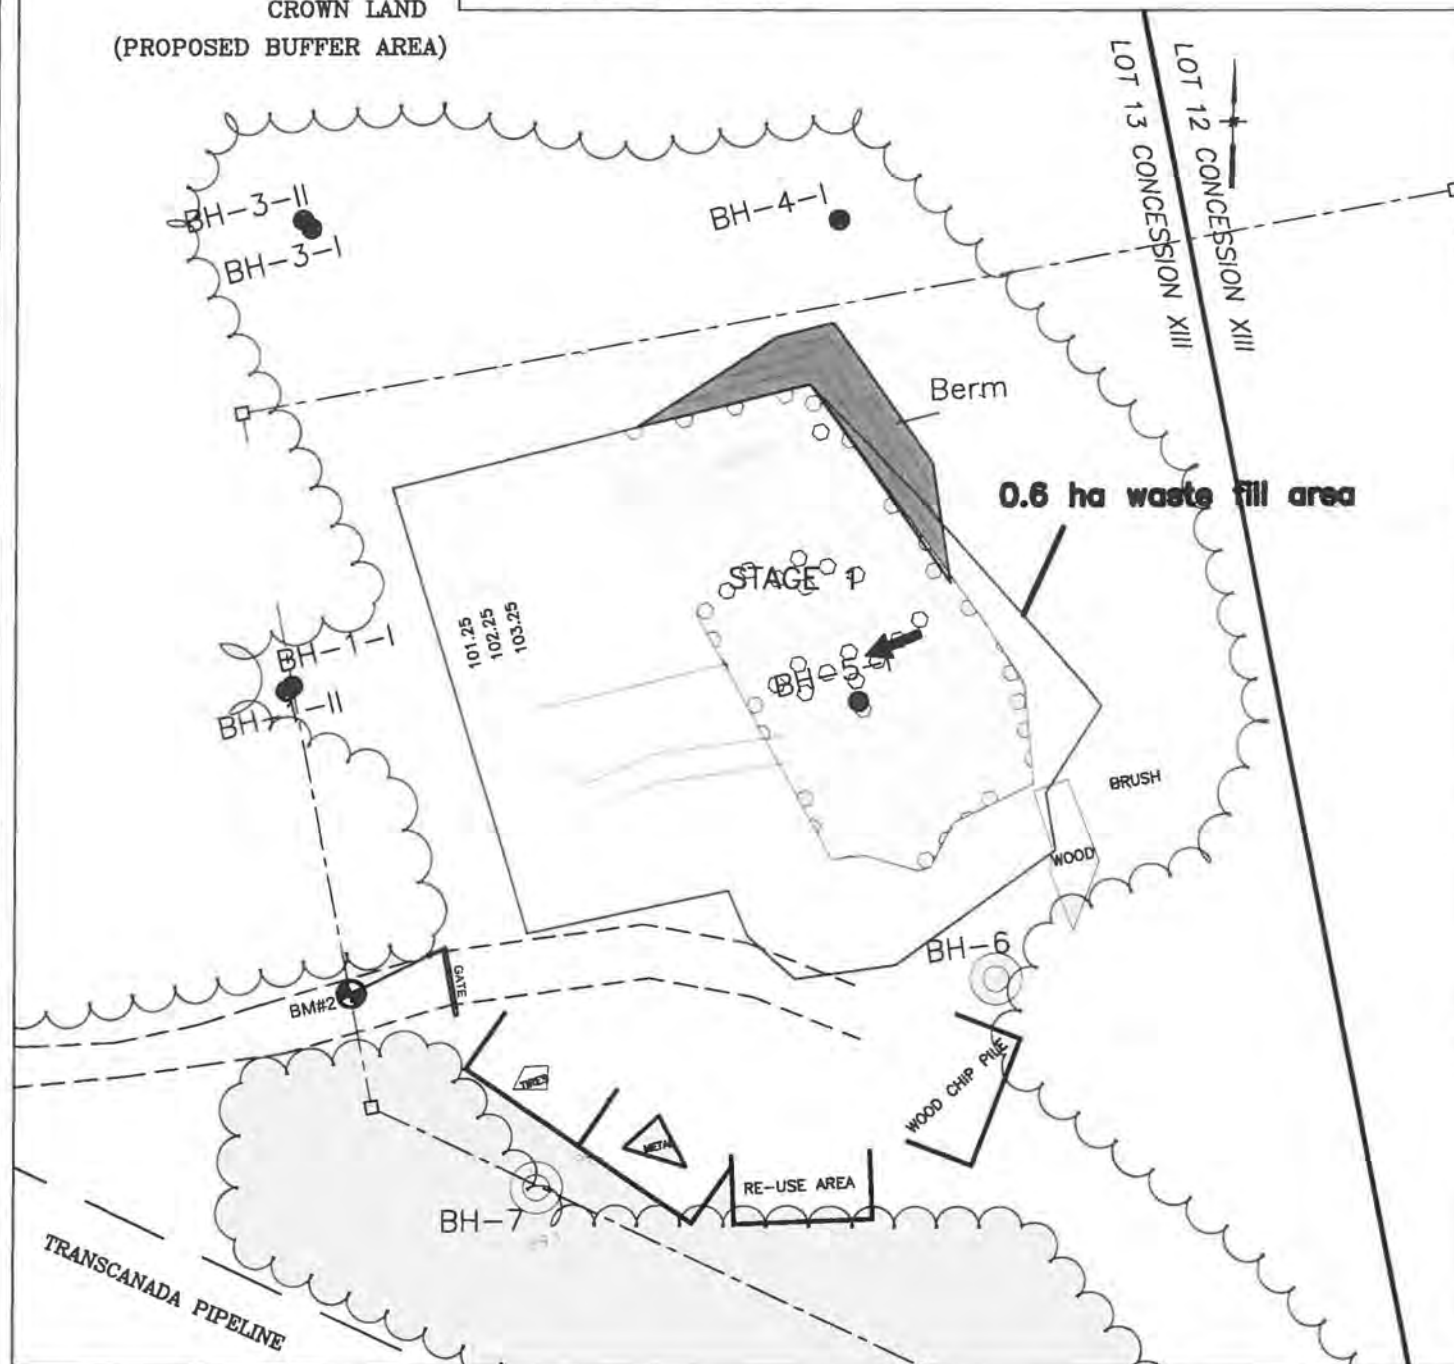 CROWN LAND
(PROPOSED BUFFER AREA)
LOT 13 CONCESSION XIII
LOT 12 CONCESSION XIII
BH-3-II
BH-3-I
BH-4-I
Berm
0.6 ha waste fill area
STAGE 1
101.25
102.25
103.25
BH-1-I
BH-1-II
BH-5-I
BRUSH
WOOD
BH-6
GATE
BM#2
TIRES
METAL
WOOD CHIP PILE
RE-USE AREA
BH-7
TRANSCANADA PIPELINE